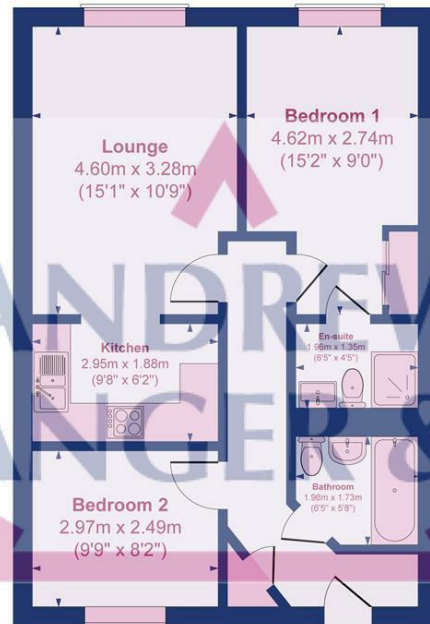 Bedroom 1
4.62m x 2.74m
(15'2" x 9'0")
Lounge
4.60m x 3.28m
(15'1" x 10'9")
Kitchen
2.95m x 1.88m
(9'8" x 6'2")
En-suite
1.96m x 1.35m
(6'5" x 4'5")
Bedroom 2
2.97m x 2.49m
(9'9" x 8'2")
Bathroom
1.96m x 1.73m
(6'5" x 5'8")
ANDREW
ANGER &